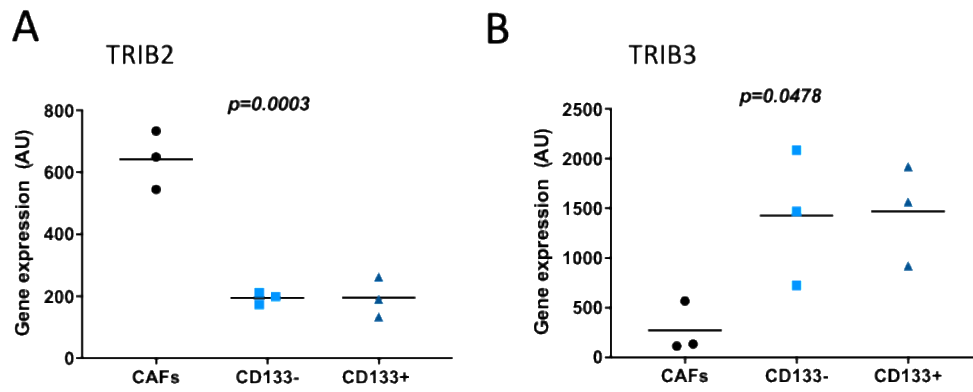 A
TRIB2
p=0.0003
Gene expression (AU)
800
600
400
200
0
CAFs CD133- CD133+
B
TRIB3
p=0.0478
Gene expression (AU)
2500
2000
1500
1000
500
0
CAFs CD133- CD133+